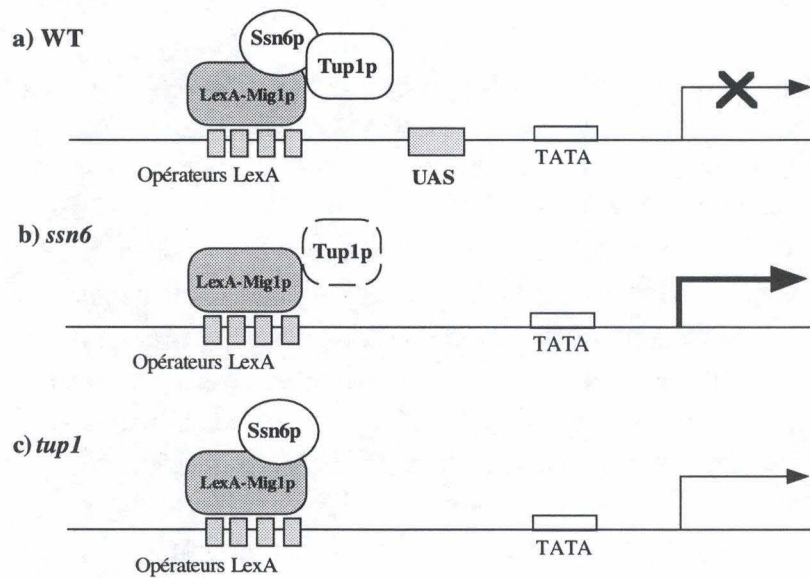 a) WT
Ssn6p
Tup1p
LexA-Mig1p
Opérateurs LexA
UAS
TATA
b) ssn6
Tup1p
LexA-Mig1p
Opérateurs LexA
TATA
c) tup1
Ssn6p
LexA-Mig1p
Opérateurs LexA
TATA